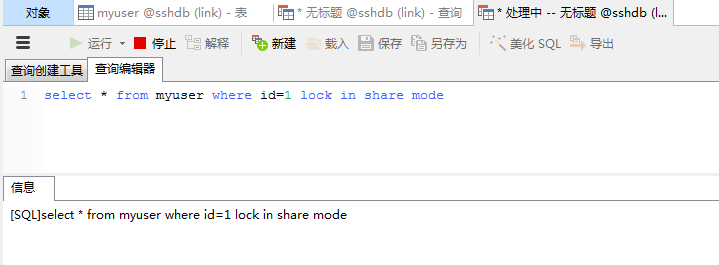 对象 myuser @sshdb (link) - 表 * 无标题 @sshdb (link) - 查询 * 处理中 -- 无标题 @sshdb (l...
运行 停止 解释 新建 载入 保存 另存为 美化 SQL 导出
查询创建工具 查询编辑器
1 select * from myuser where id=1 lock in share mode
信息
[SQL]select * from myuser where id=1 lock in share mode